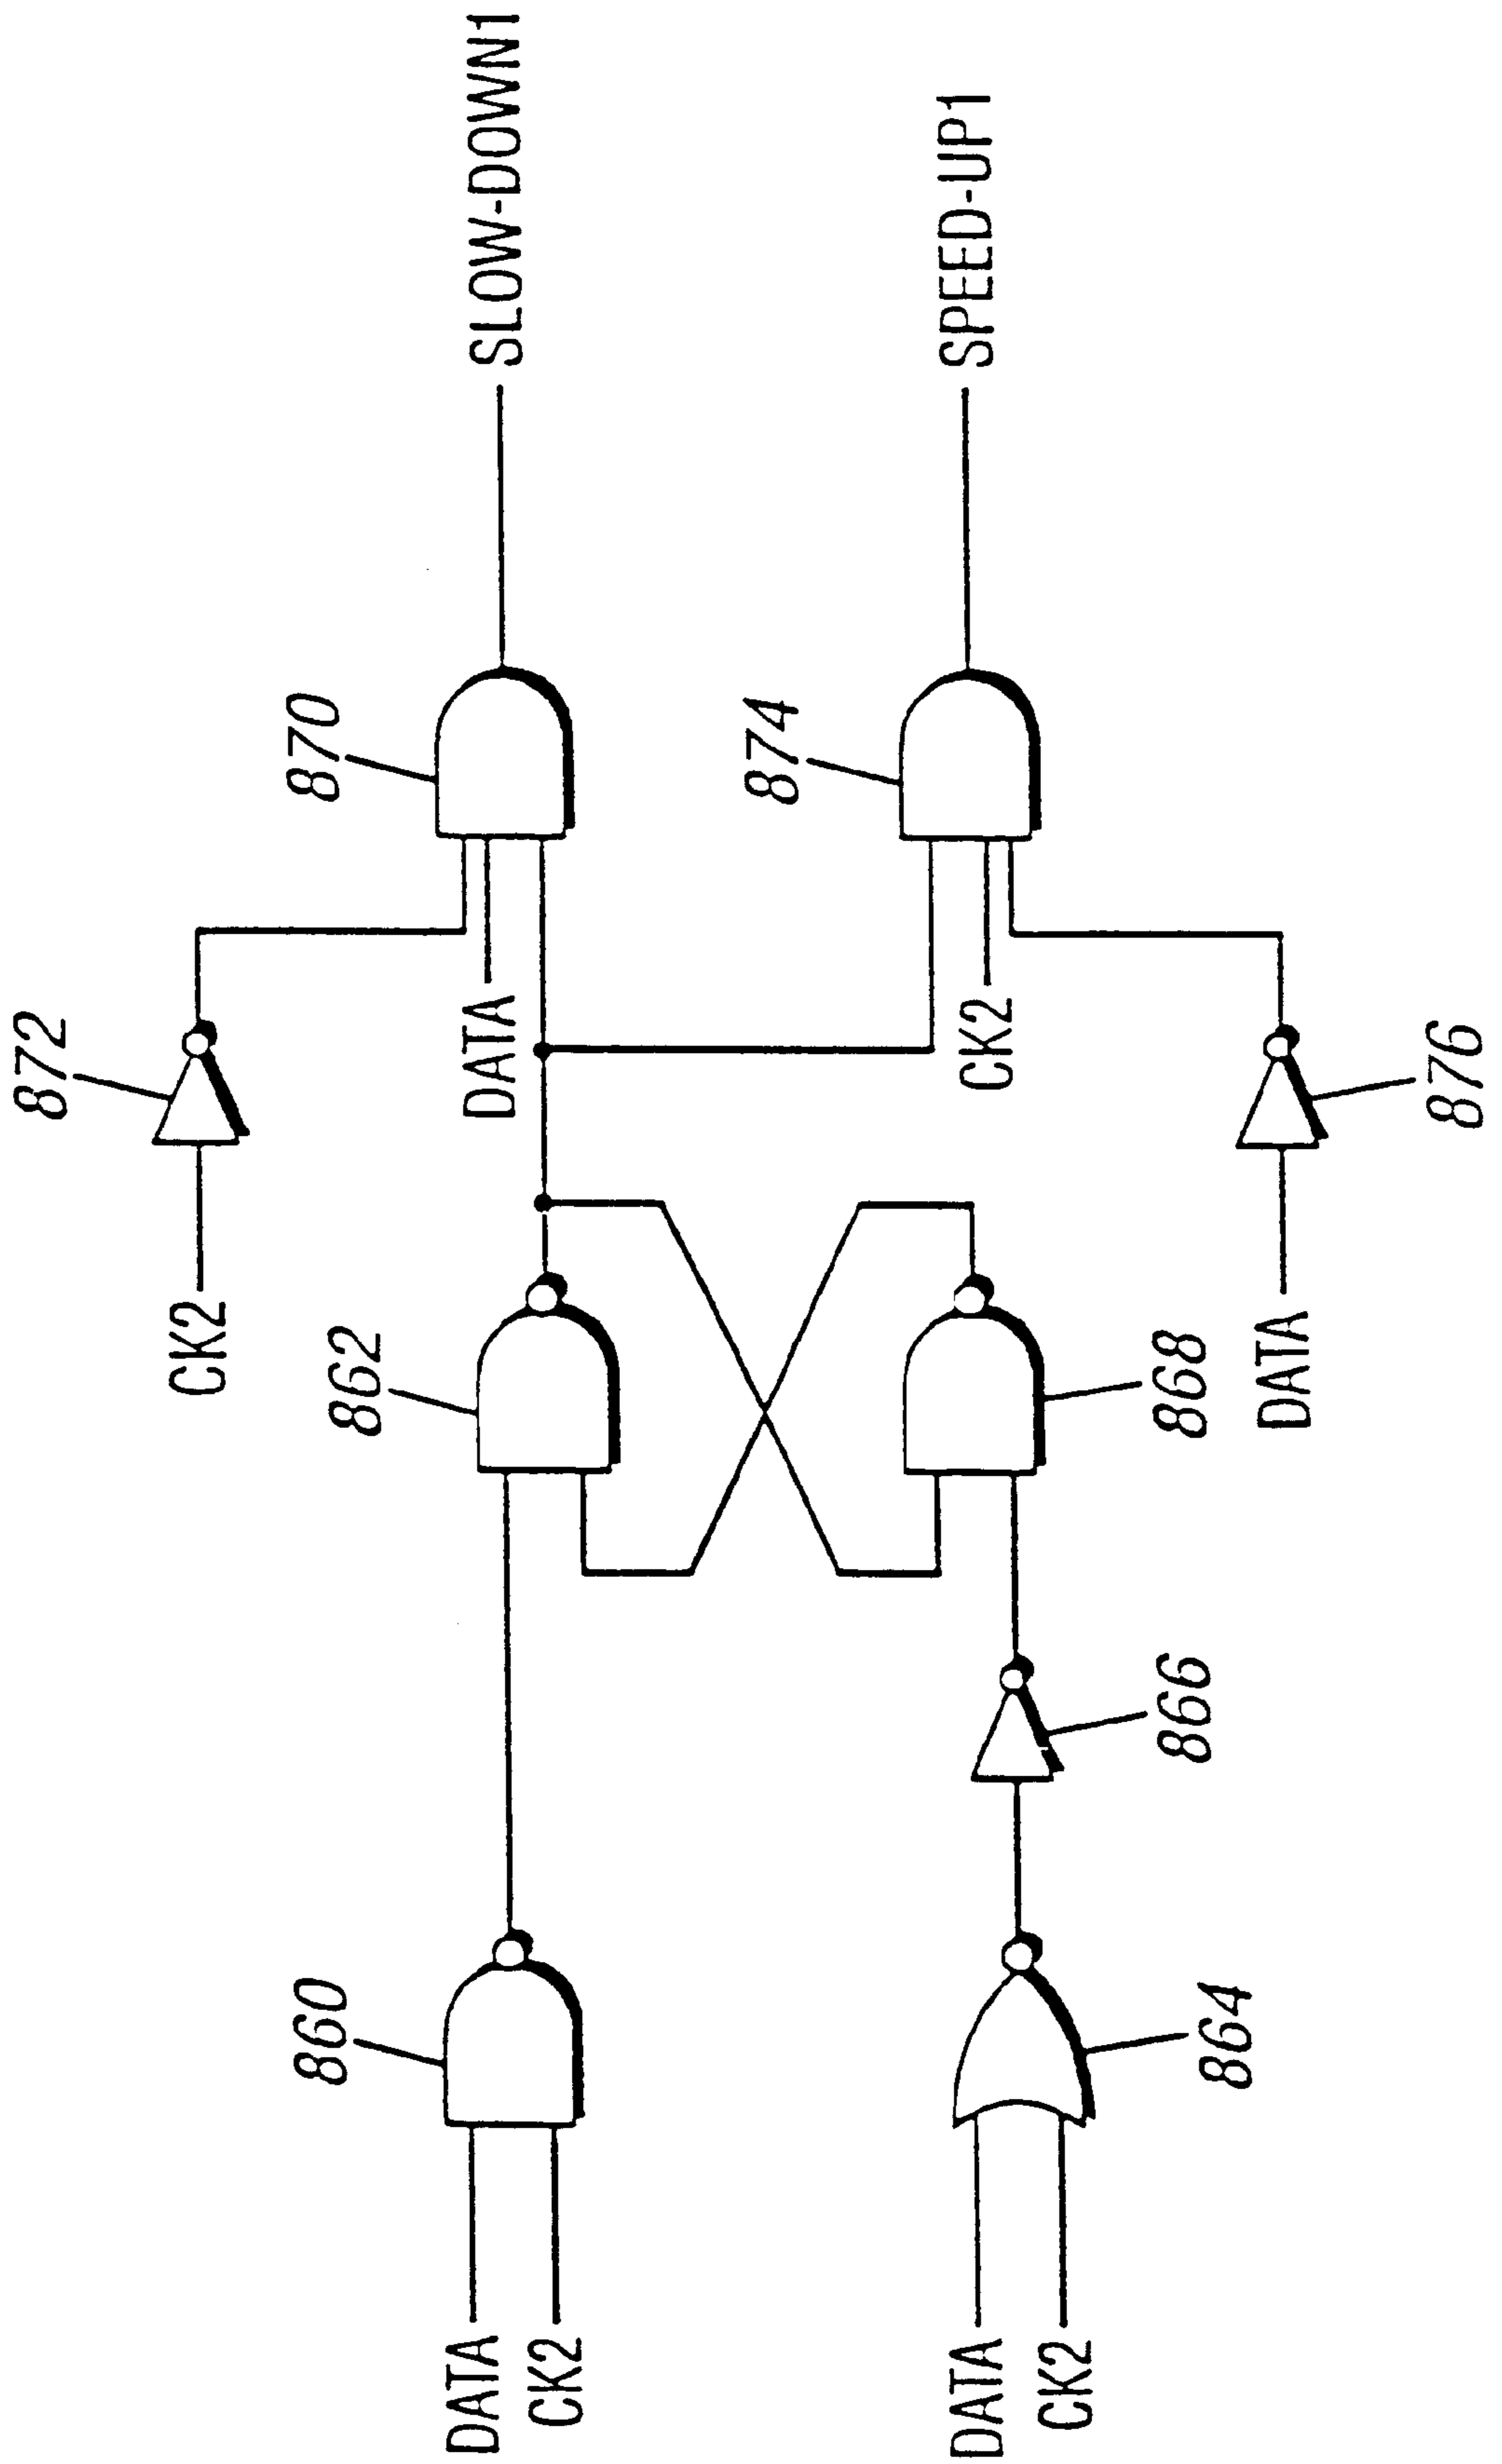 872
870
CK2
SLOW-DOWN1
DATA
860
862
DATA
CK2
874
CK2
SPEED-UP1
DATA
CK2
864
866
868
DATA
876